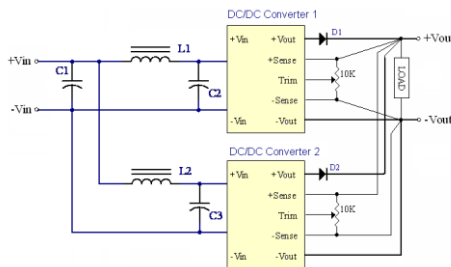 DC/DC Converter 1
L1
+Vin
C1
C2
-Vin
+Vin
-Vin
+Vout
+Sense
Trim
-Sense
-Vout
D1
10K
+Vout
LOAD
-Vout
DC/DC Converter 2
L2
C3
+Vin
-Vin
+Vout
+Sense
Trim
-Sense
-Vout
D2
10K